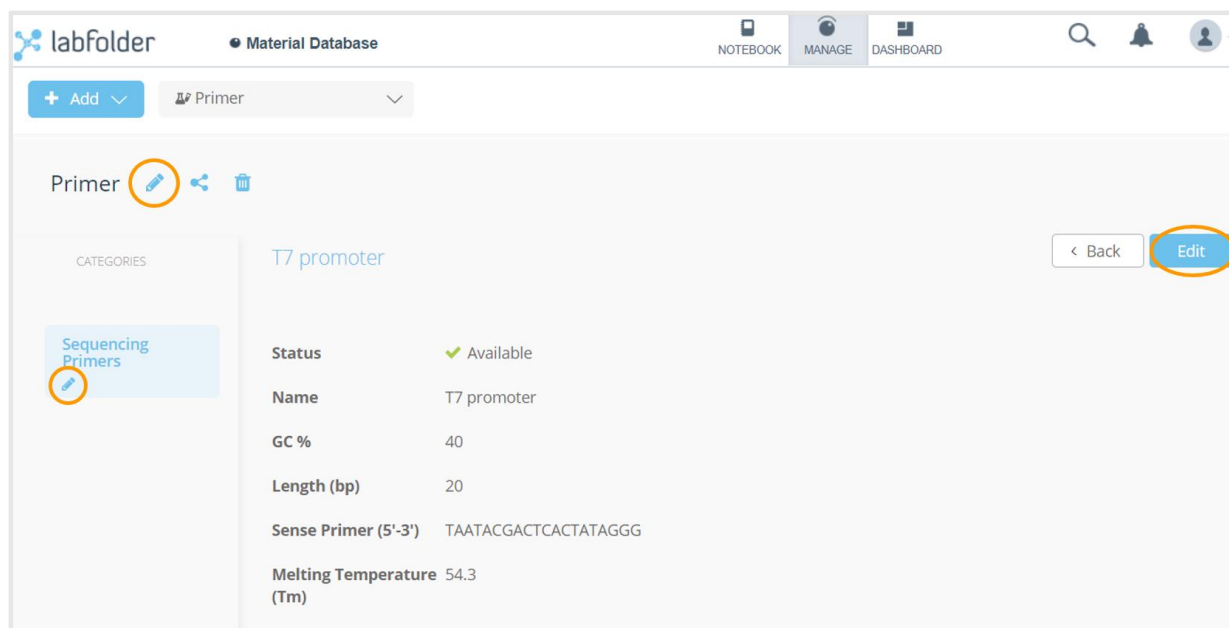 labfolder
Material Database
NOTEBOOK
MANAGE
DASHBOARD
+ Add
Primer
Primer
CATEGORIES
T7 promoter
< Back
Edit
Sequencing
Primers
Status Available
Name T7 promoter
GC % 40
Length (bp) 20
Sense Primer (5'-3') TAATACGACTCACTATAGGG
Melting Temperature 54.3
(Tm)